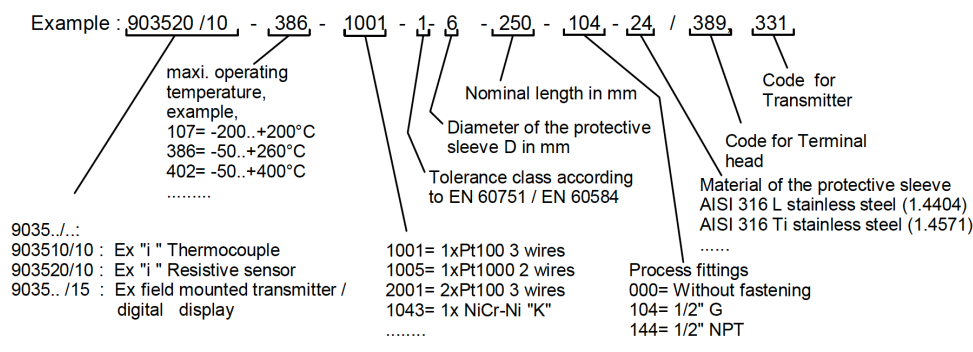 Example : 903520 /10 - 386 - 1001 - 1- 6 - 250 - 104 - 24 / 389, 331
maxi. operating
temperature,
example,
107= -200..+200°C
386= -50..+260°C
402= -50..+400°C
.........
Nominal length in mm
Code for
Transmitter
Diameter of the protective
sleeve D in mm
Code for Terminal
head
Tolerance class according
to EN 60751 / EN 60584
Material of the protective sleeve
AISI 316 L stainless steel (1.4404)
AISI 316 Ti stainless steel (1.4571)
......
9035../..:
903510/10 : Ex "i " Thermocouple
903520/10 : Ex "i " Resistive sensor
9035.. /15 : Ex field mounted transmitter /
digital display
1001= 1xPt100 3 wires
1005= 1xPt1000 2 wires
2001= 2xPt100 3 wires
1043= 1x NiCr-Ni "K"
........
Process fittings
000= Without fastening
104= 1/2" G
144= 1/2" NPT